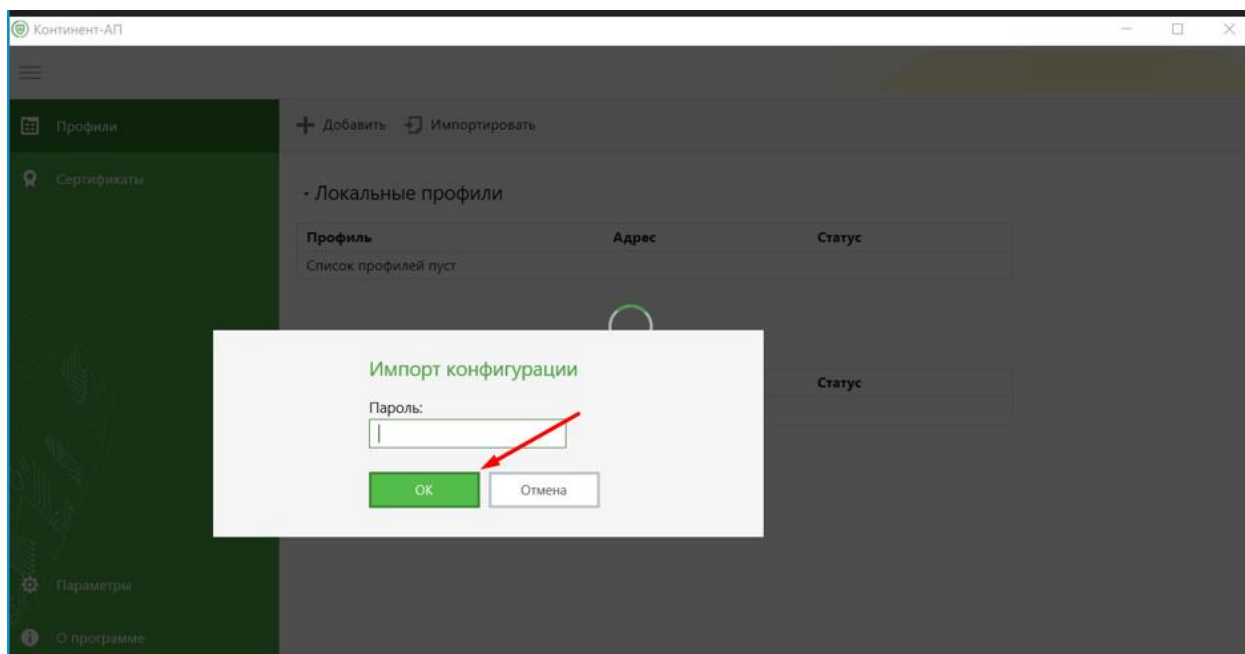 Континент-АП
Профили
Добавить Импортировать
Сертификаты
Локальные профили
Профиль Адрес Статус
Список профилей пуст
Статус
Импорт конфигурации
Пароль:
ОК Отмена
Параметры
О программе